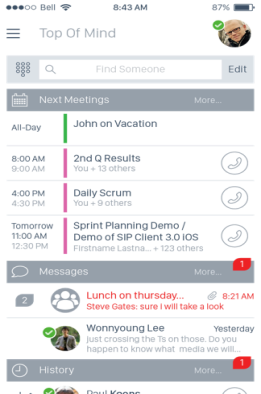 Bell 8:43 AM 87%
Top Of Mind
Find Someone Edit
Next Meetings More...
All-Day John on Vacation
8:00 AM 2nd Q Results
9:00 AM You + 13 others
4:00 PM Daily Scrum
4:30 PM You + 9 others
Tomorrow Sprint Planning Demo /
11:00 AM Demo of SIP Client 3.0 iOS
12:30 PM Firstname Lastna... + 123 others
1
Messages More...
2 Lunch on thursday... 8:21 AM
Steve Gates: sure I will take a look
Wonnyoung Lee Yesterday
just crossing the Ts on those. Do you
happen to know what media we will...
1
History More...
Paul Koens